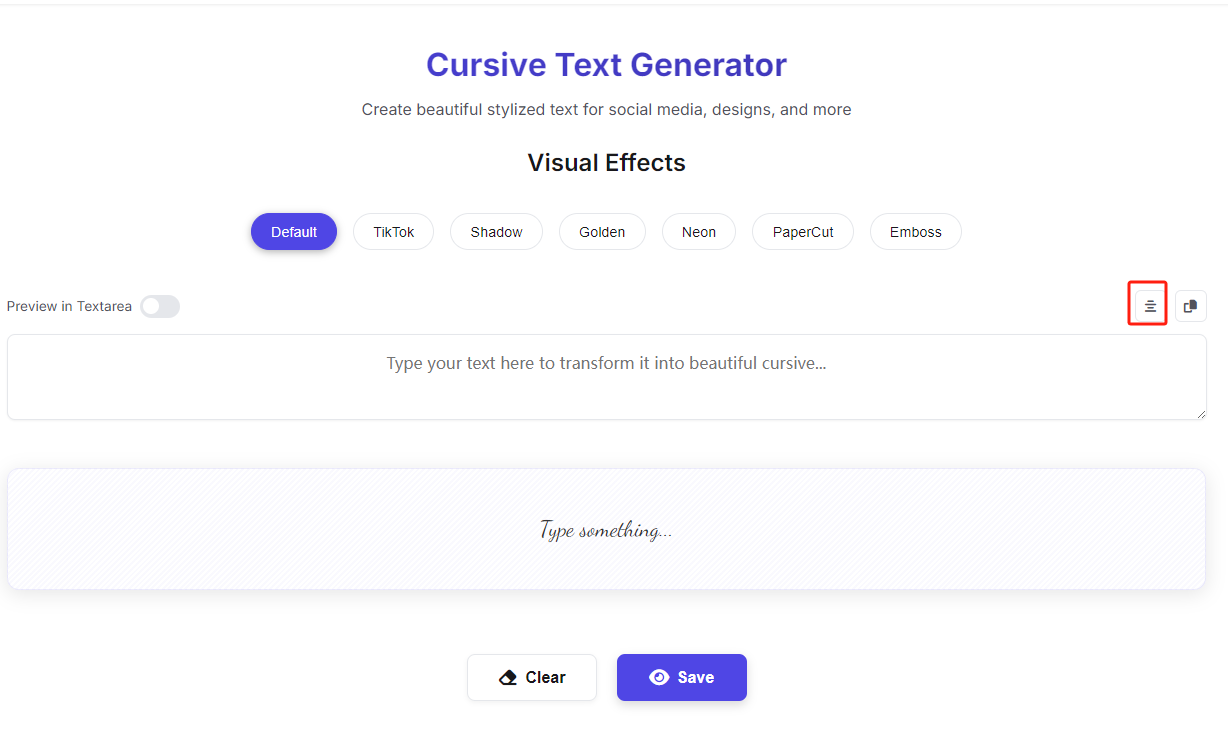 Cursive Text Generator
Create beautiful stylized text for social media, designs, and more
Visual Effects
Default TikTok Shadow Golden Neon PaperCut Emboss
Preview in Textarea
Type your text here to transform it into beautiful cursive...
Type something...
Clear Save